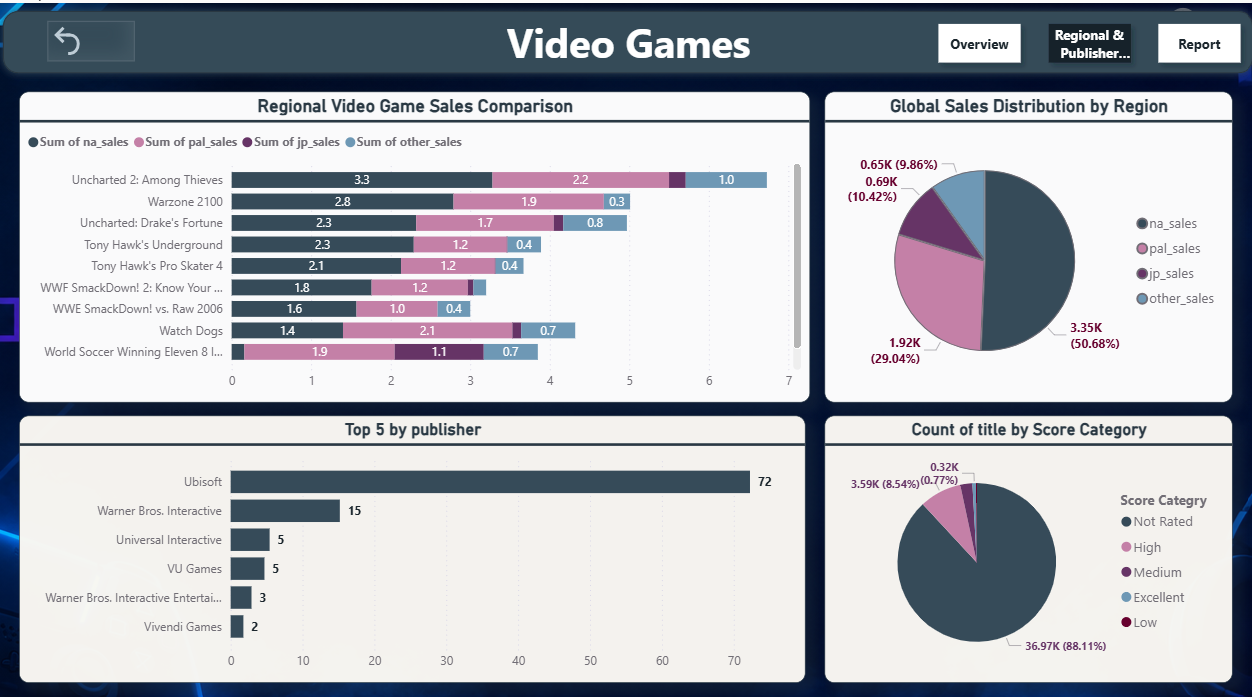 Video Games
Overview
Regional &
Publisher...
Report
Regional Video Game Sales Comparison
Sum of na_sales Sum of pal_sales Sum of jp_sales Sum of other_sales
Uncharted 2: Among Thieves 3.3 2.2 1.0
Warzone 2100 2.8 1.9 0.3
Uncharted: Drake's Fortune 2.3 1.7 0.8
Tony Hawk's Underground 2.3 1.2 0.4
Tony Hawk's Pro Skater 4 2.1 1.2 0.4
WWF SmackDown! 2: Know Your ... 1.8 1.2
WWE SmackDown! vs. Raw 2006 1.6 1.0 0.4
Watch Dogs 1.4 2.1 0.7
World Soccer Winning Eleven 8 I... 1.9 1.1 0.7
0 1 2 3 4 5 6 7
Global Sales Distribution by Region
0.65K (9.86%)
0.69K
(10.42%)
1.92K
(29.04%)
3.35K
(50.68%)
na_sales
pal_sales
jp_sales
other_sales
Top 5 by publisher
Ubisoft 72
Warner Bros. Interactive 15
Universal Interactive 5
VU Games 5
Warner Bros. Interactive Entertai... 3
Vivendi Games 2
0 10 20 30 40 50 60 70
Count of title by Score Category
0.32K
(0.77%)
3.59K (8.54%)
36.97K (88.11%)
Score Categry
Not Rated
High
Medium
Excellent
Low